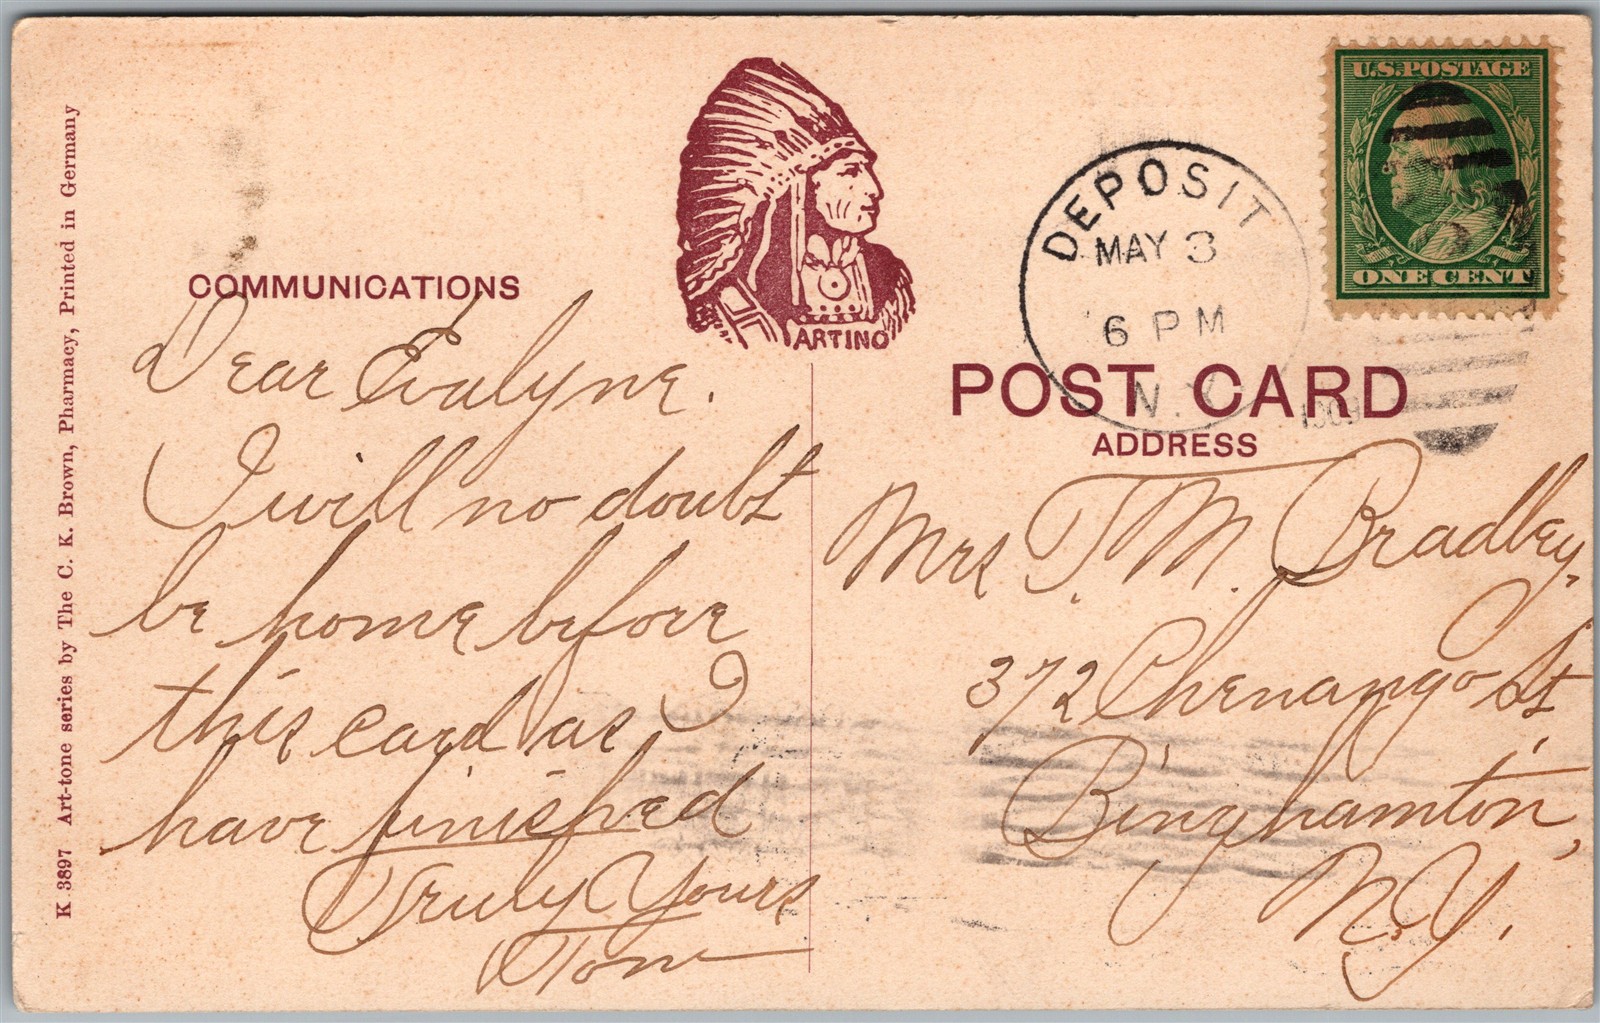 U.S. POSTAGE
ONE CENT
DEPOSIT
MAY 3
6 PM
N.Y.
ARTINO
COMMUNICATIONS
POST CARD
ADDRESS
Dear Evalyne.
I will no doubt
be home before
this card as I
have finished
Truly Yours
Tom
Mrs T. M. Bradley,
372 Chenango St,
Binghamton,
N.Y.
K 3897 Art-tone series by The C. K. Brown, Pharmacy, Printed in Germany